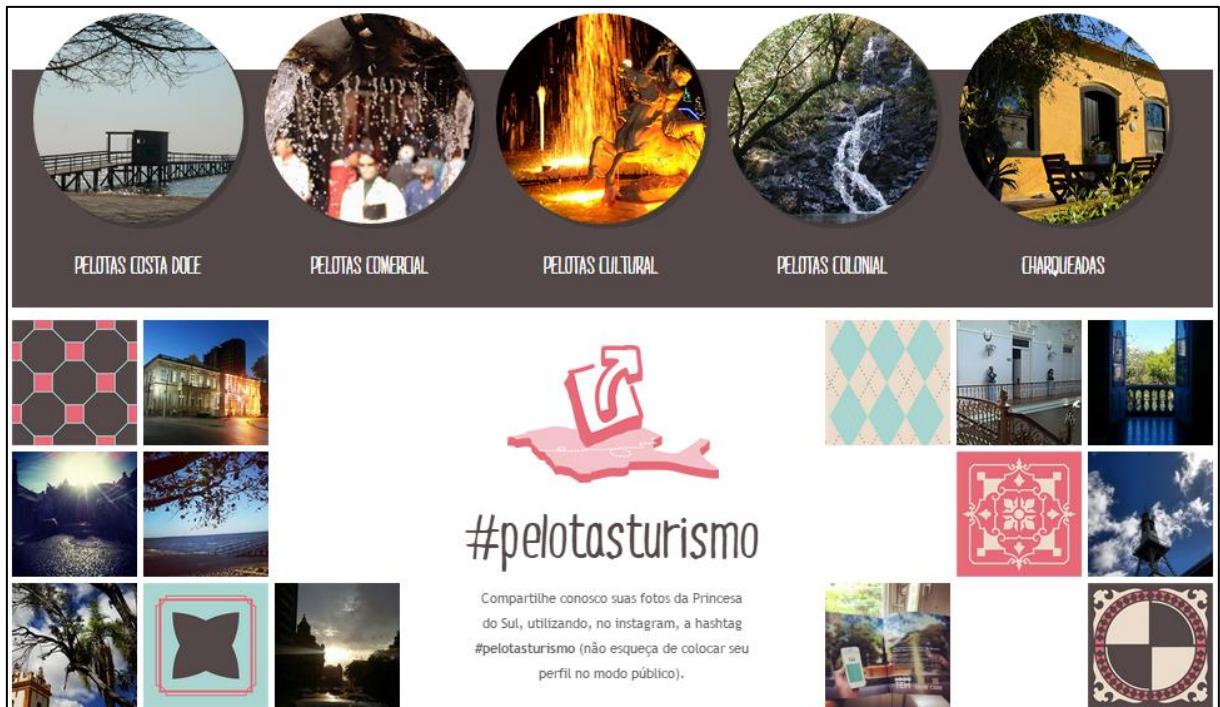 PELOTAS COSTA DOCE
PELOTAS COMERCIAL
PELOTAS CULTURAL
PELOTAS COLONIAL
CHARQUEADAS
#pelotasturismo
Compartilhe conosco suas fotos da Princesa
do Sul, utilizando, no instagram, a hashtag
#pelotasturismo (não esqueça de colocar seu
perfil no modo público).
TEM